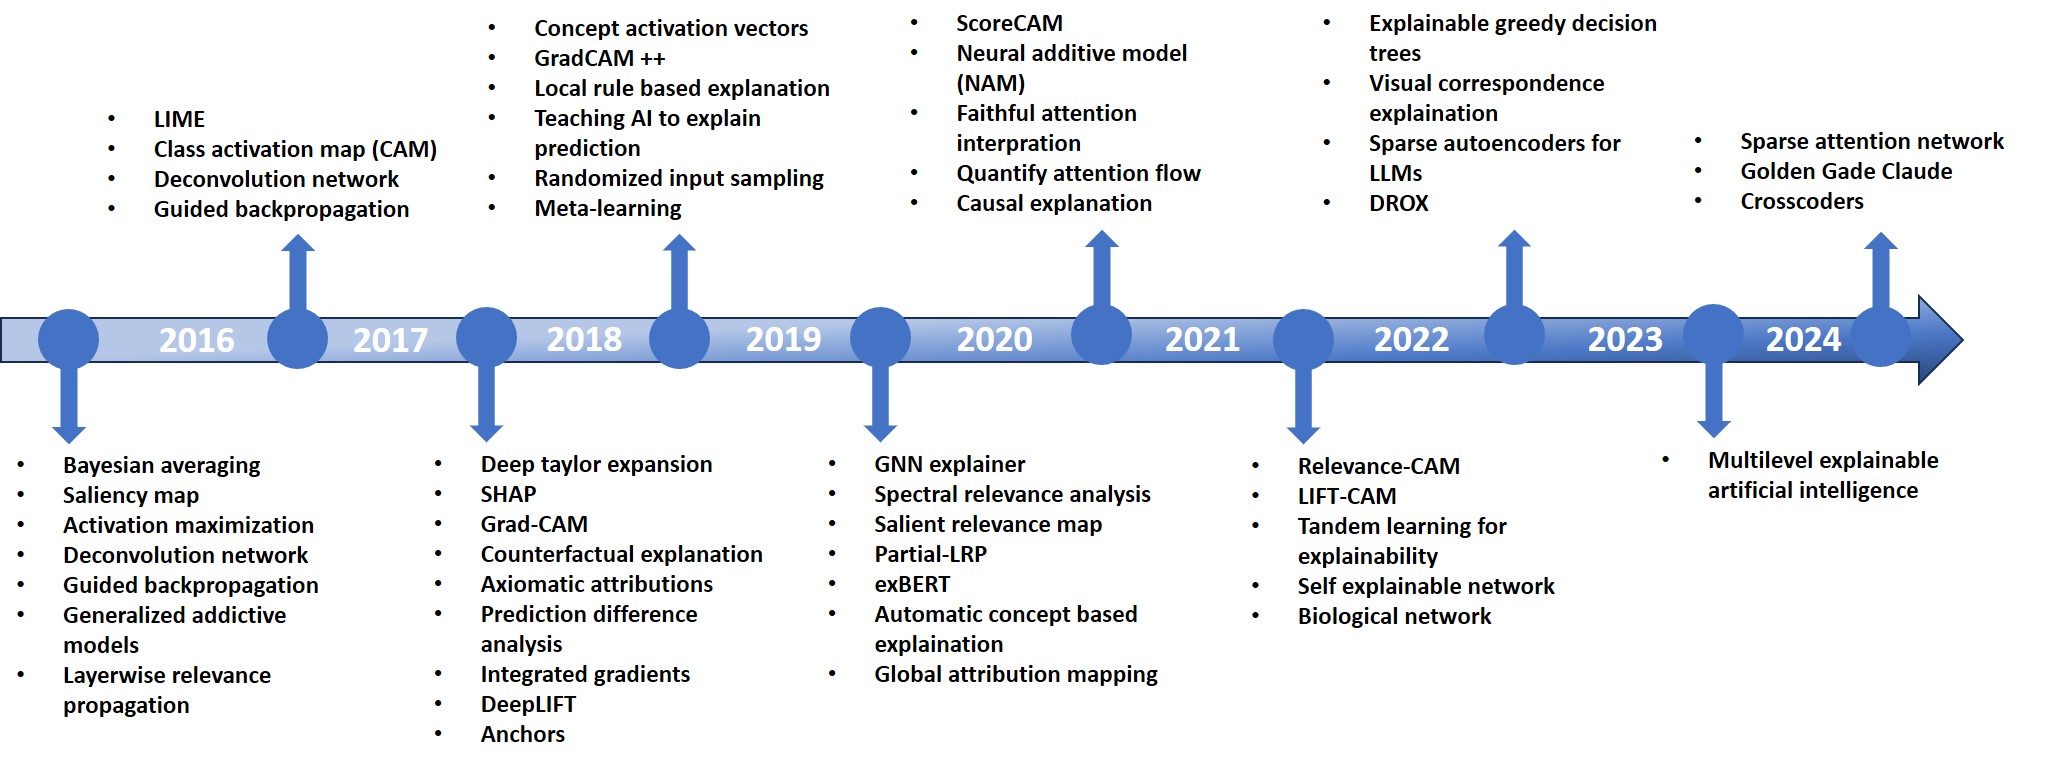 • LIME
• Class activation map (CAM)
• Deconvolution network
• Guided backpropagation
• Concept activation vectors
• GradCAM ++
• Local rule based explanation
• Teaching AI to explain
prediction
• Randomized input sampling
• Meta-learning
• ScoreCAM
• Neural additive model
(NAM)
• Faithful attention
interpration
• Quantify attention flow
• Causal explanation
• Explainable greedy decision
trees
• Visual correspondence
explaination
• Sparse autoencoders for
LLMs
• DROX
• Sparse attention network
• Golden Gade Claude
• Crosscoders
2016 2017 2018 2019 2020 2021 2022 2023 2024
• Bayesian averaging
• Saliency map
• Activation maximization
• Deconvolution network
• Guided backpropagation
• Generalized addictive
models
• Layerwise relevance
propagation
• Deep taylor expansion
• SHAP
• Grad-CAM
• Counterfactual explanation
• Axiomatic attributions
• Prediction difference
analysis
• Integrated gradients
• DeepLIFT
• Anchors
• GNN explainer
• Spectral relevance analysis
• Salient relevance map
• Partial-LRP
• exBERT
• Automatic concept based
explaination
• Global attribution mapping
• Relevance-CAM
• LIFT-CAM
• Tandem learning for
explainability
• Self explainable network
• Biological network
• Multilevel explainable
artificial intelligence